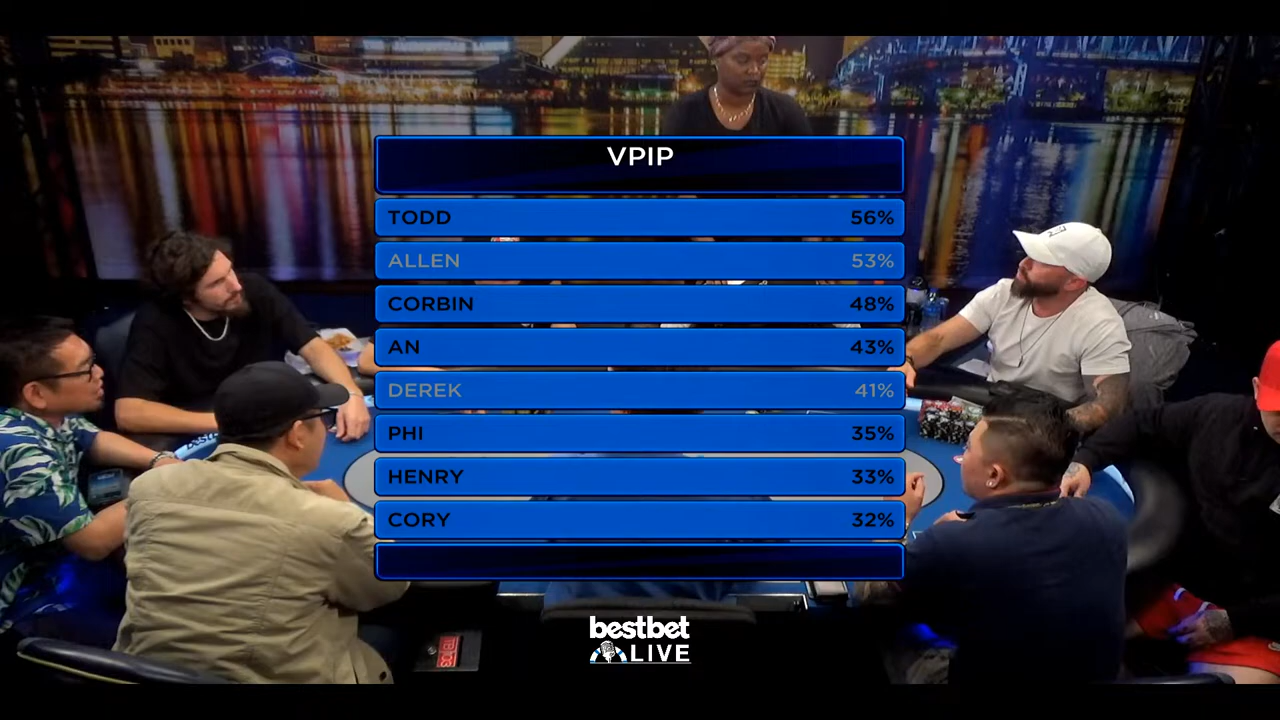 VPIP
TODD 56%
ALLEN 53%
CORBIN 48%
AN 43%
DEREK 41%
PHI 35%
HENRY 33%
CORY 32%
bestbet
LIVE